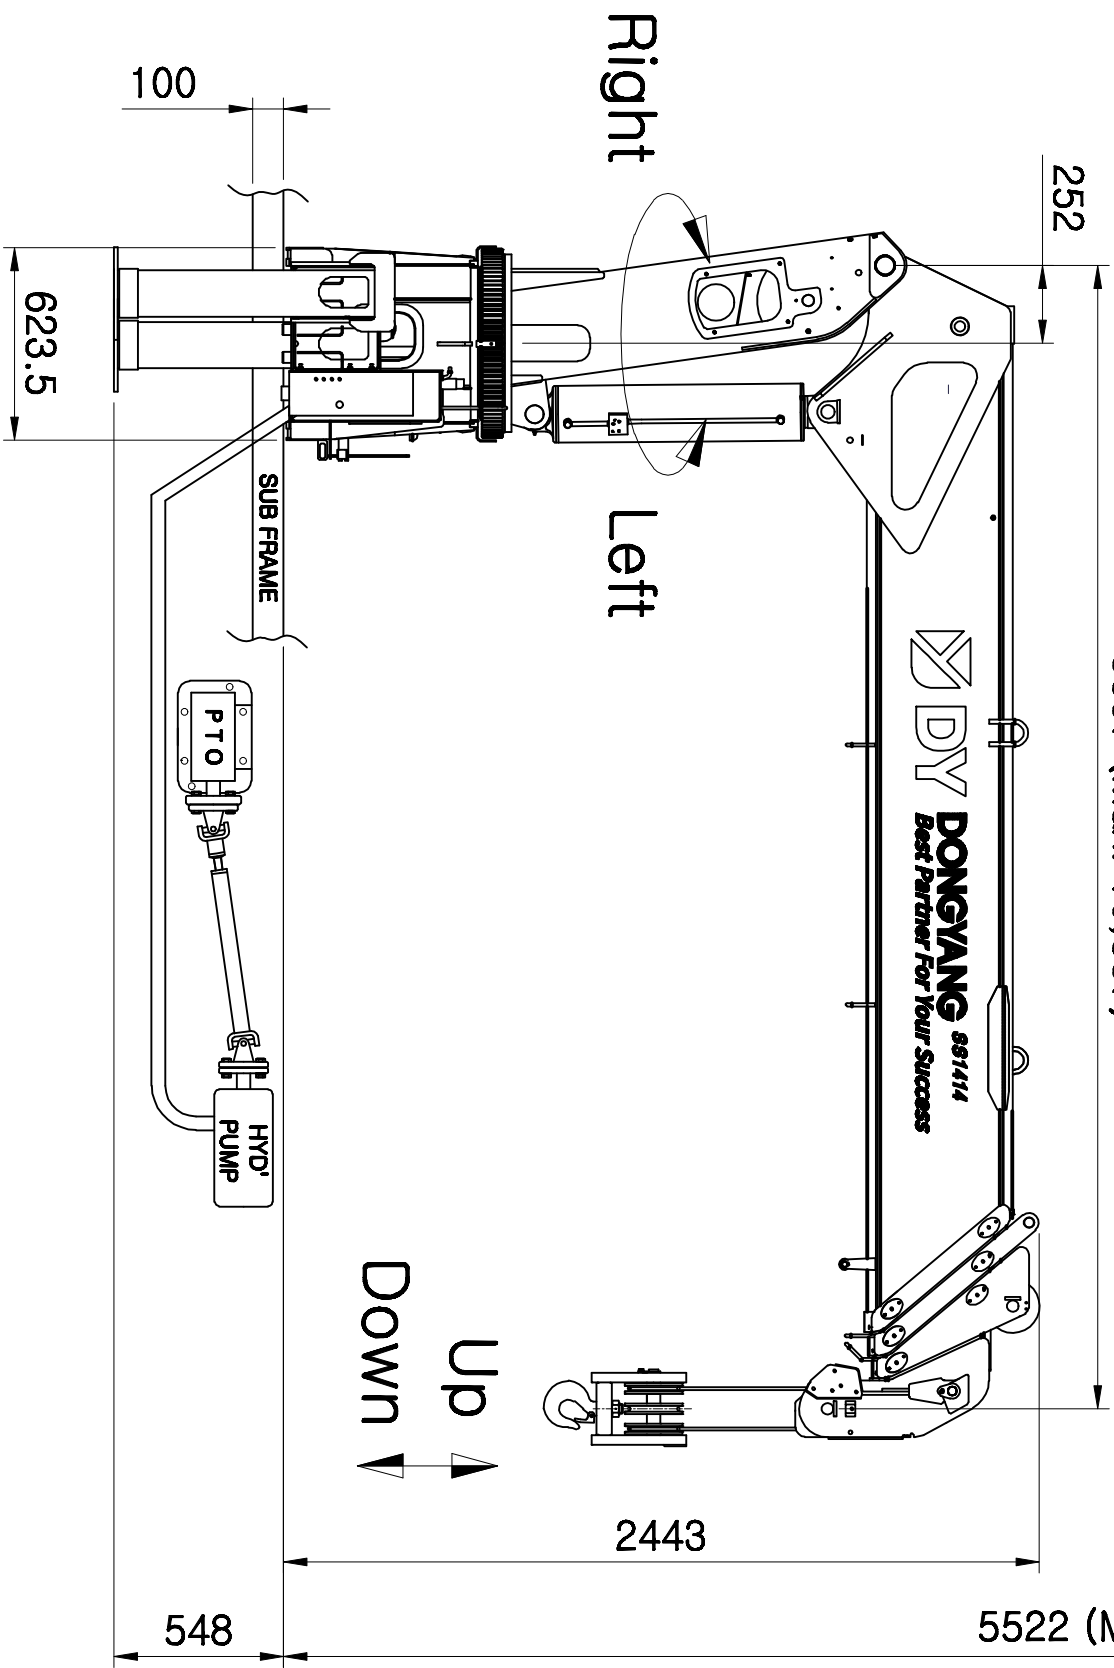 Right
100
252
623.5
Left
SUB FRAME
DY
DONGYANG SS1414
Best Partner For Your Success
PTO
HYD'
PUMP
Up
Down
2443
548
5522 (M